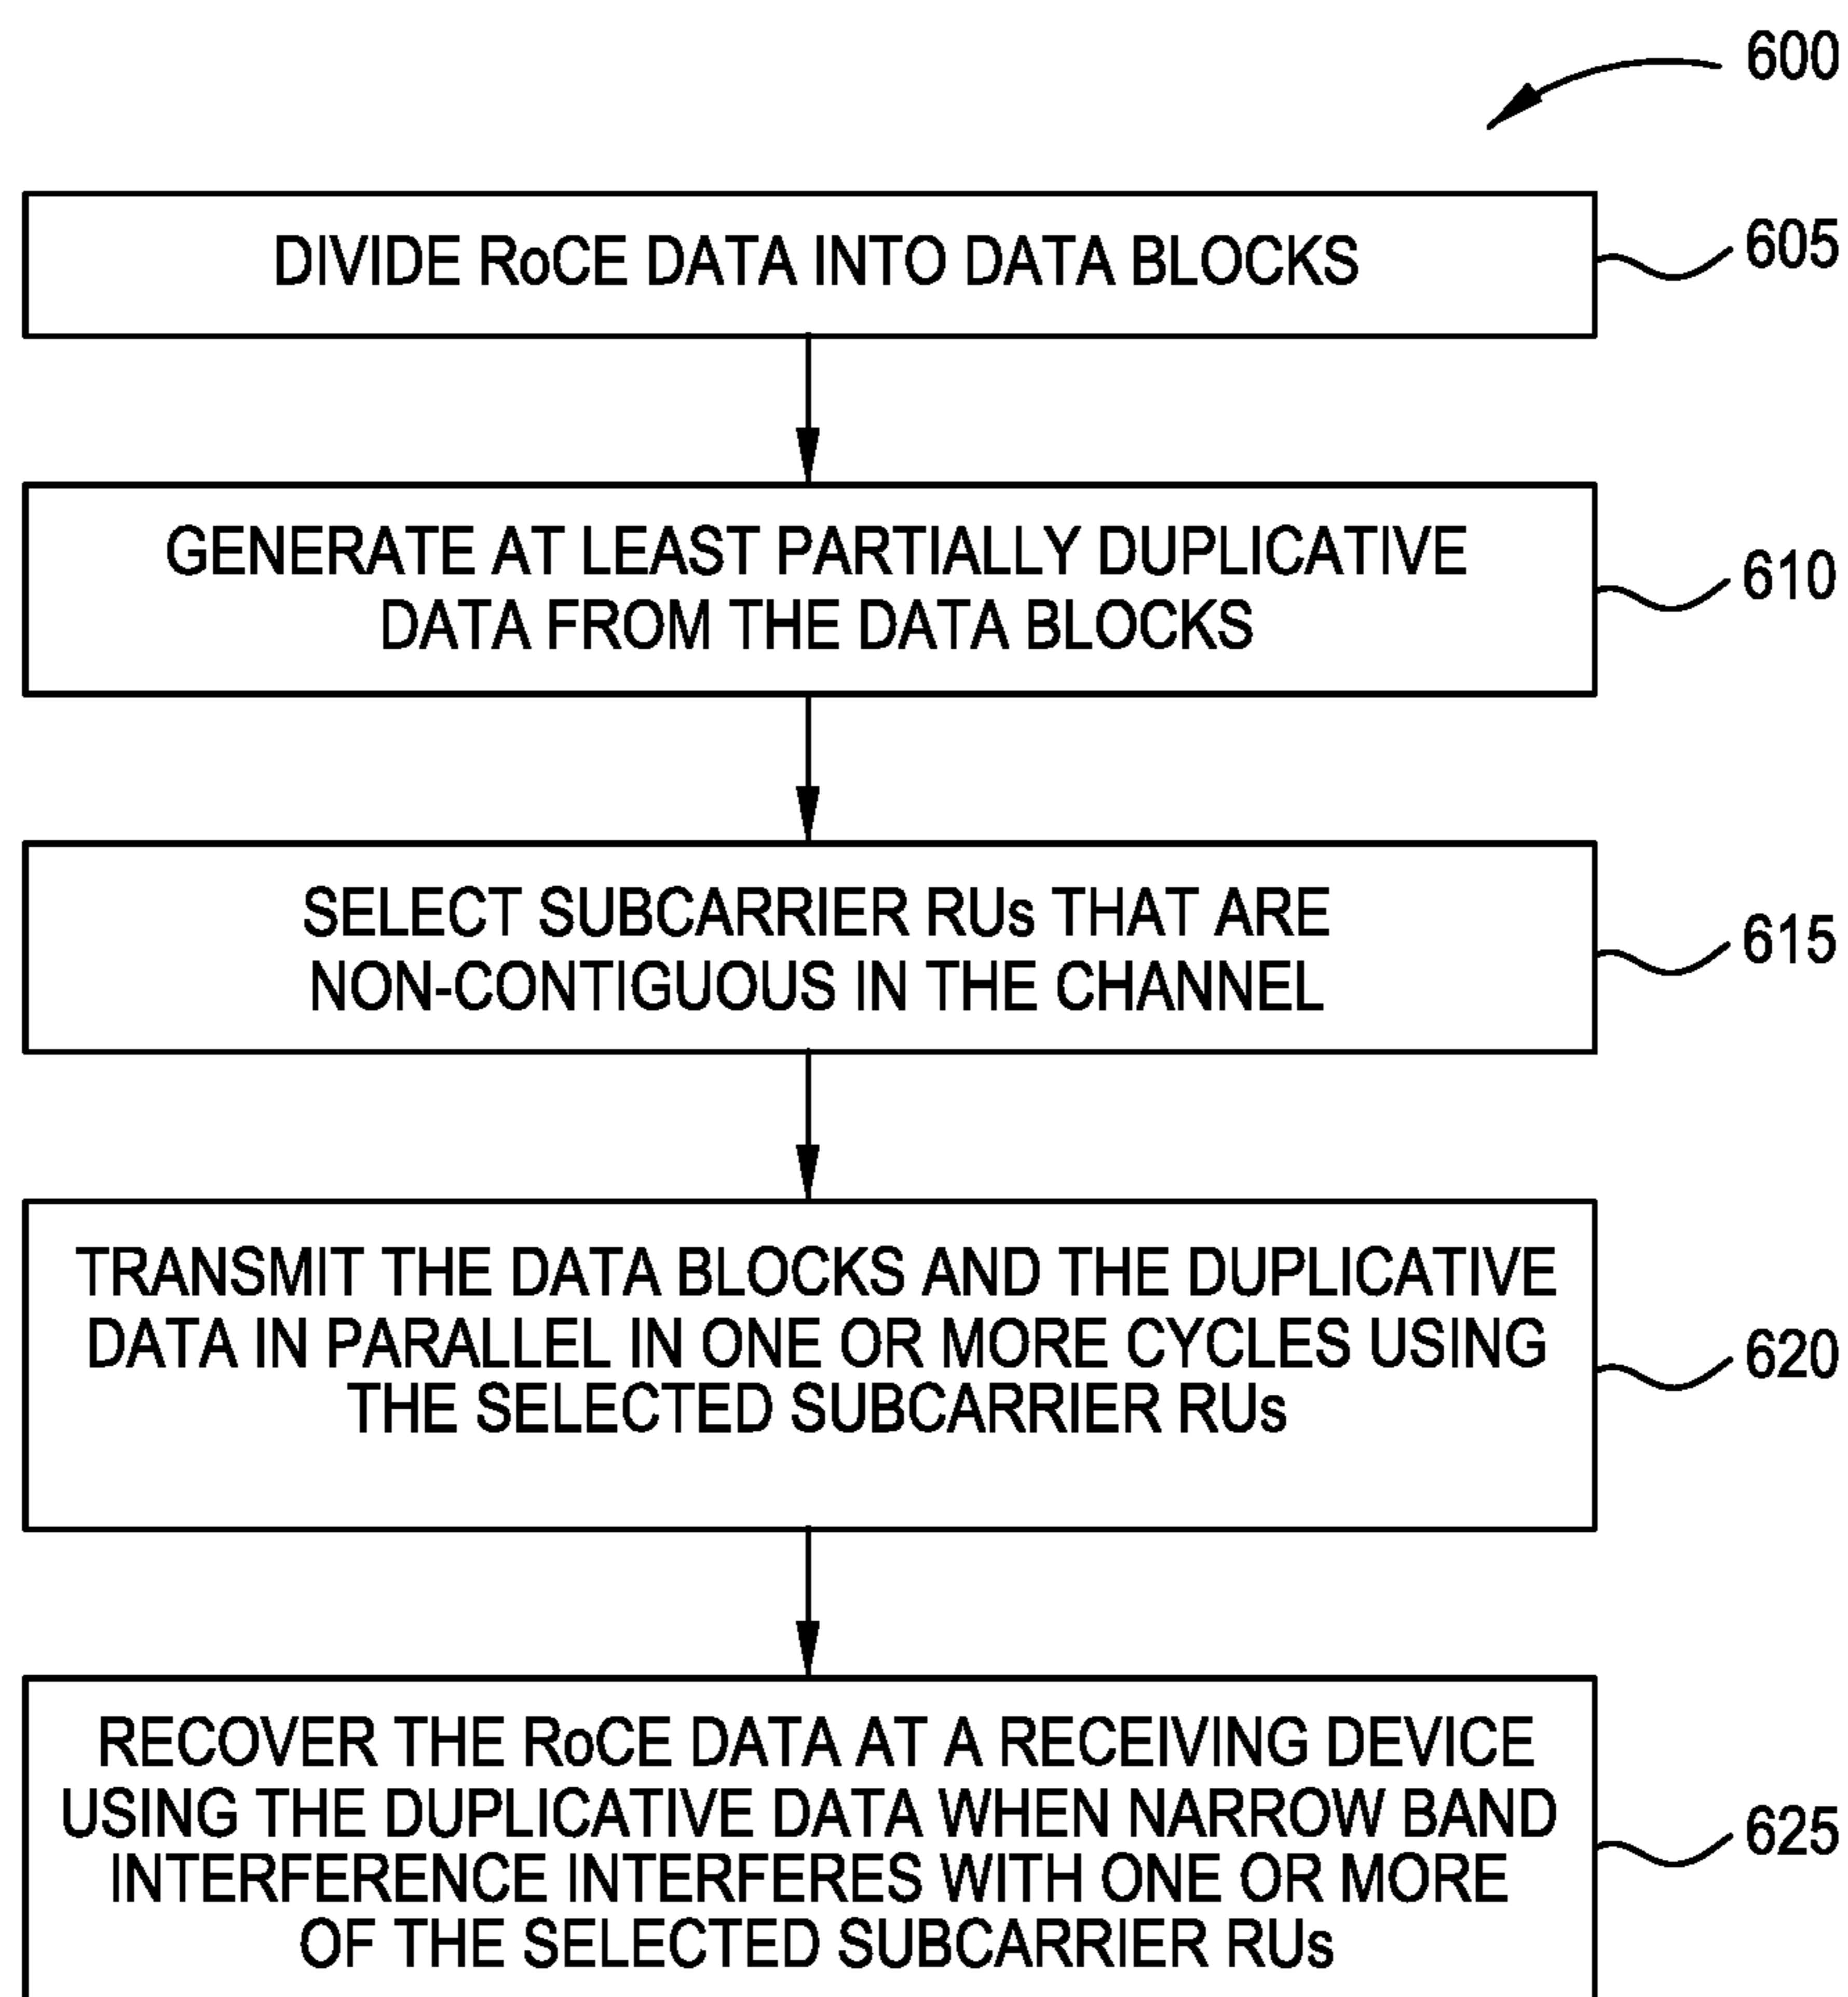 600
DIVIDE RoCE DATA INTO DATA BLOCKS
605
GENERATE AT LEAST PARTIALLY DUPLICATIVE
DATA FROM THE DATA BLOCKS
610
SELECT SUBCARRIER RUs THAT ARE
NON-CONTIGUOUS IN THE CHANNEL
615
TRANSMIT THE DATA BLOCKS AND THE DUPLICATIVE
DATA IN PARALLEL IN ONE OR MORE CYCLES USING
THE SELECTED SUBCARRIER RUs
620
RECOVER THE RoCE DATA AT A RECEIVING DEVICE
USING THE DUPLICATIVE DATA WHEN NARROW BAND
INTERFERENCE INTERFERES WITH ONE OR MORE
OF THE SELECTED SUBCARRIER RUs
625